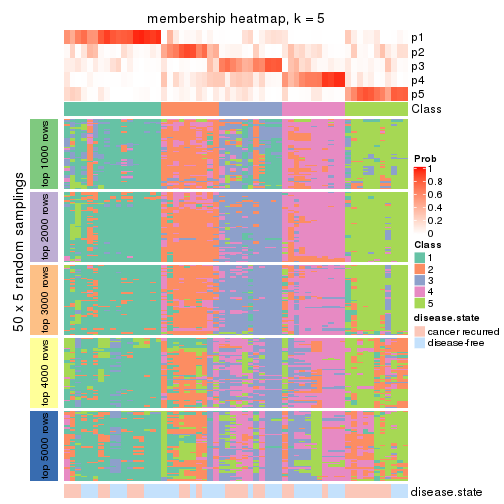 membership heatmap, k = 5
p1
p2
p3
p4
p5
Class
50 x 5 random samplings
top 1000 rows
top 2000 rows
top 3000 rows
top 4000 rows
top 5000 rows
disease.state
Prob
1
0.8
0.6
0.4
0.2
0
Class
1
2
3
4
5
disease.state
cancer recurred
disease-free